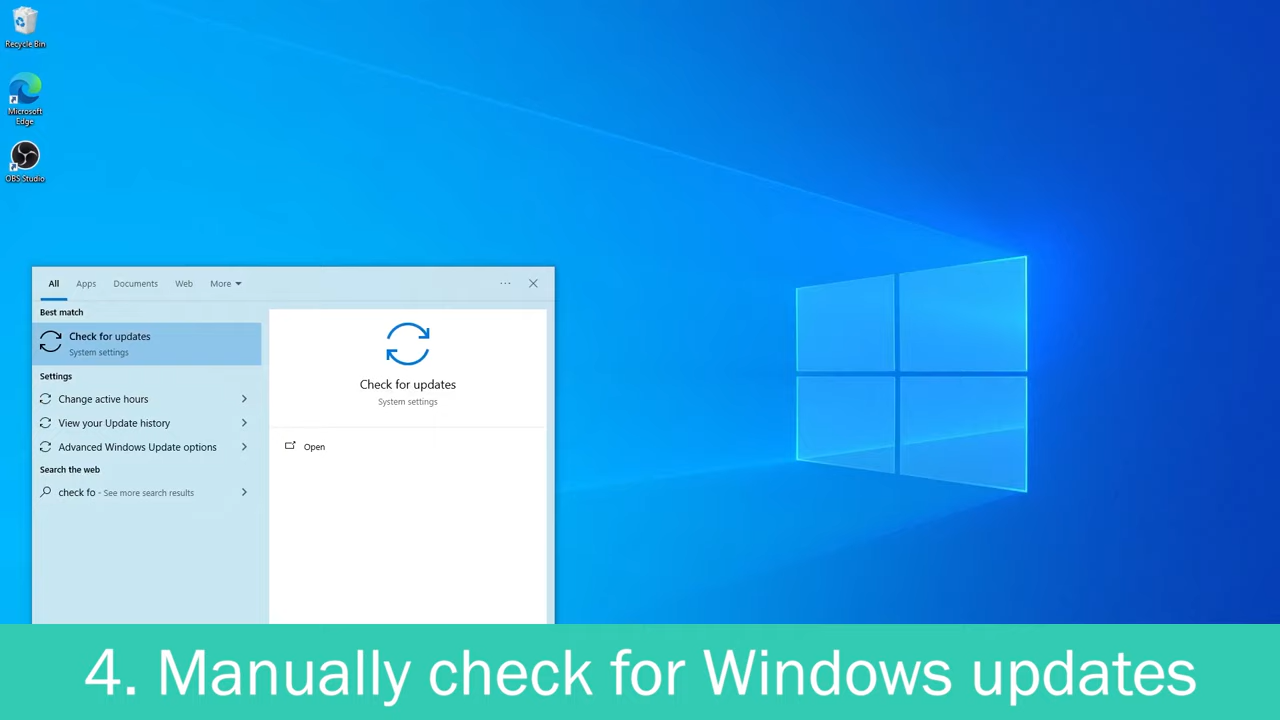 Recycle Bin
Microsoft
Edge
OBS Studio
All Apps Documents Web More ... 
Best match
Check for updates
System settings
Settings
Change active hours
View your Update history
Advanced Windows Update options
Search the web
check fo - See more search results
Check for updates
System settings
Open
4. Manually check for Windows updates